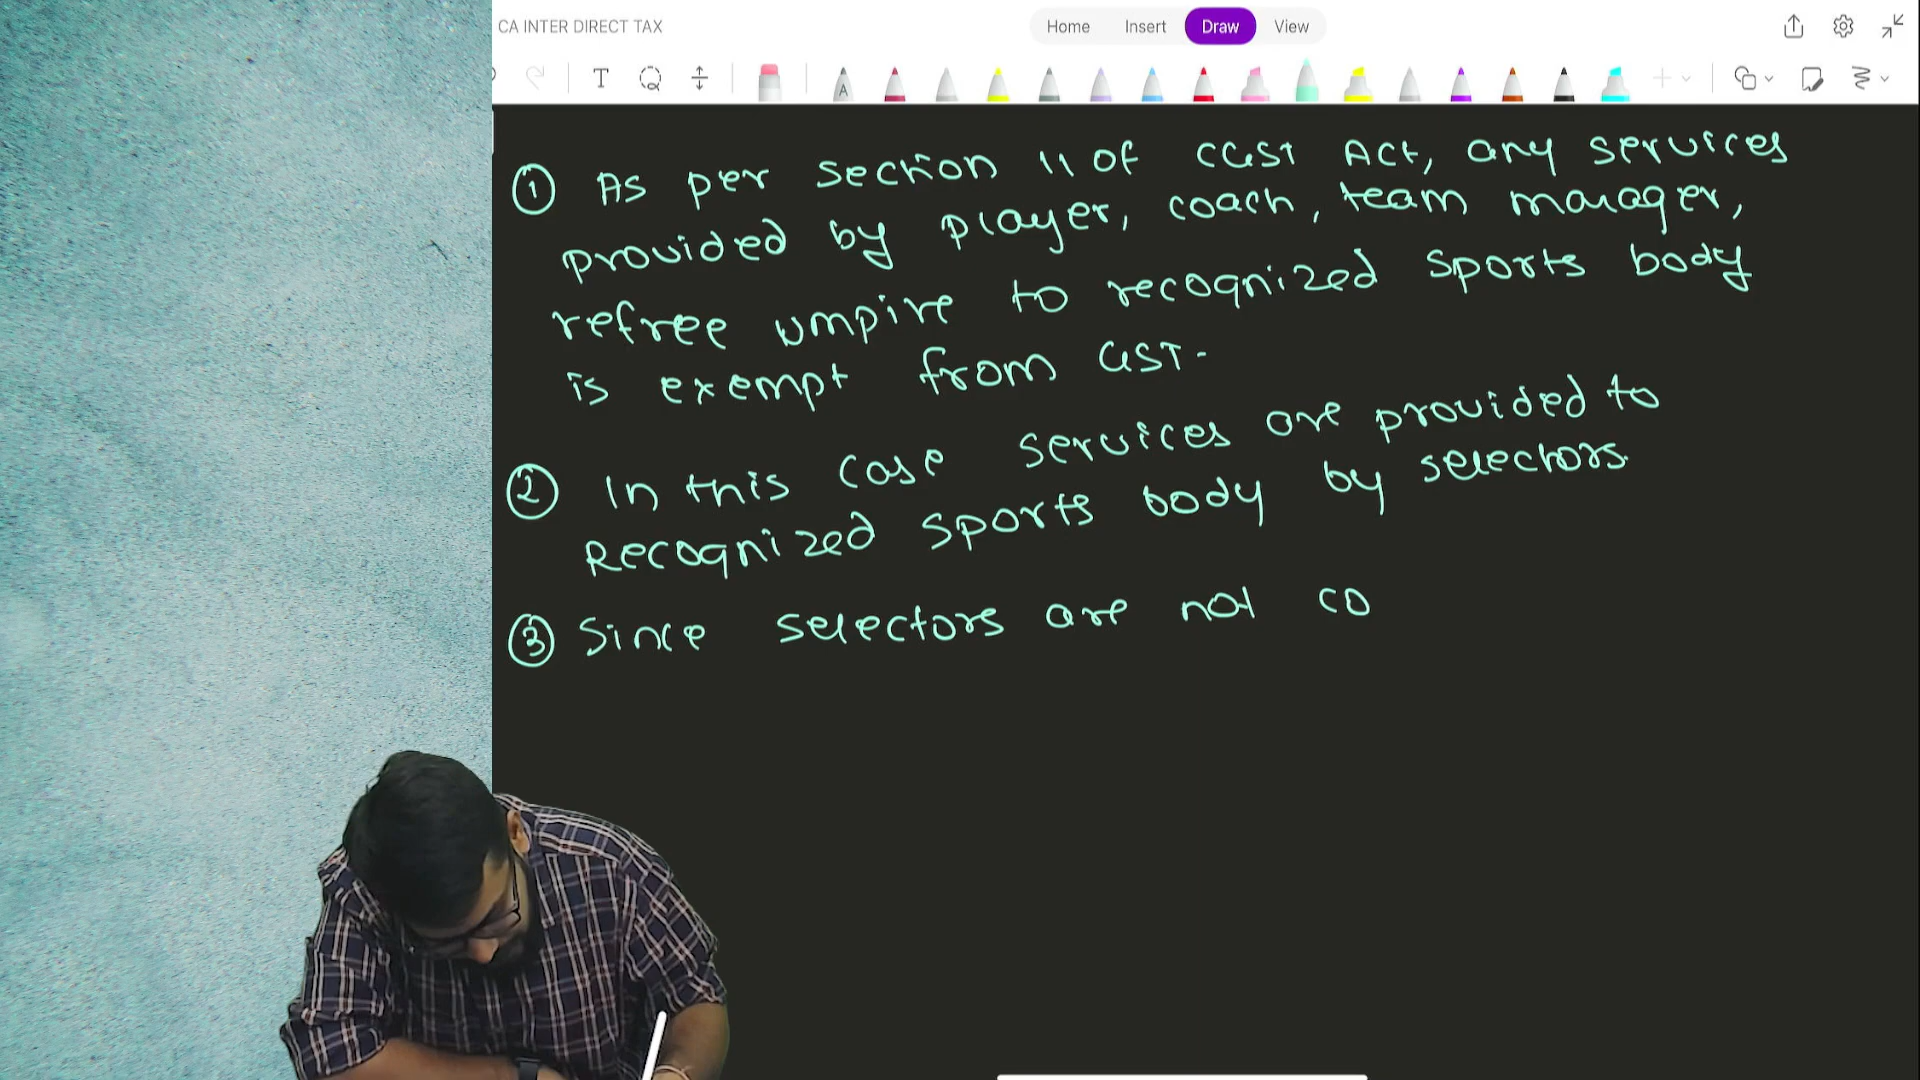 CA INTER DIRECT TAX
Home Insert Draw View
① As per section 11 of CGST Act, any services
provided by player, coach, team manager,
refree umpire to recognized sports body
is exempt from GST.
② In this case services are provided to
Recognized sports body by selectors.
③ Since selectors are not co